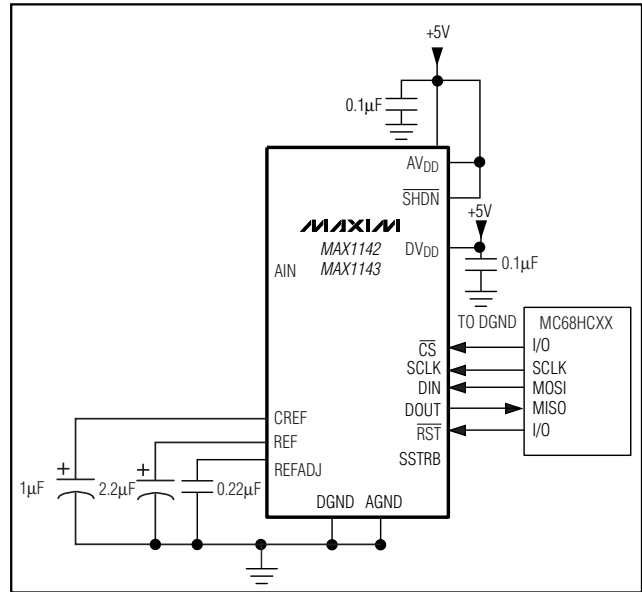 +5V
0.1µF
AVDD
SHDN
+5V
MAXIM
MAX1142
MAX1143
DVDD
AIN
0.1µF
TO DGND
MC68HCXX
CS
I/O
SCLK
SCLK
DIN
MOSI
DOUT
MISO
RST
I/O
SSTRB
CREF
REF
REFADJ
+
1µF
+
2.2µF
0.22µF
DGND
AGND